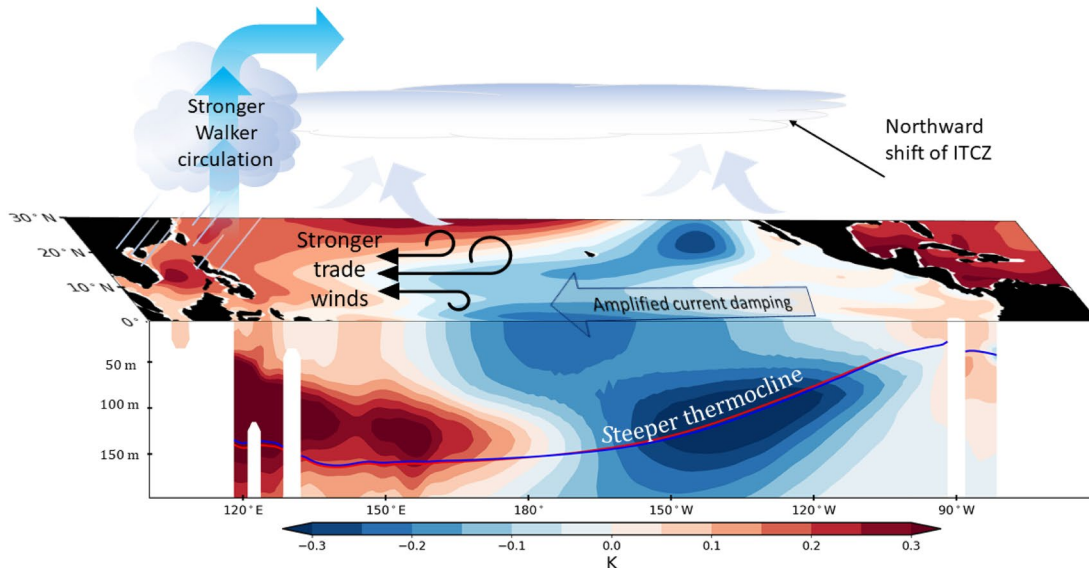 Stronger
Walker
circulation
Northward
shift of ITCZ
30°N
20°N
10°N
0°
Stronger
trade
winds
Amplified current damping
50 m
100 m
150 m
Steeper thermocline
120°E
150°E
180°
150°W
120°W
90°W
−0.3
−0.2
−0.1
0.0
0.1
0.2
0.3
K